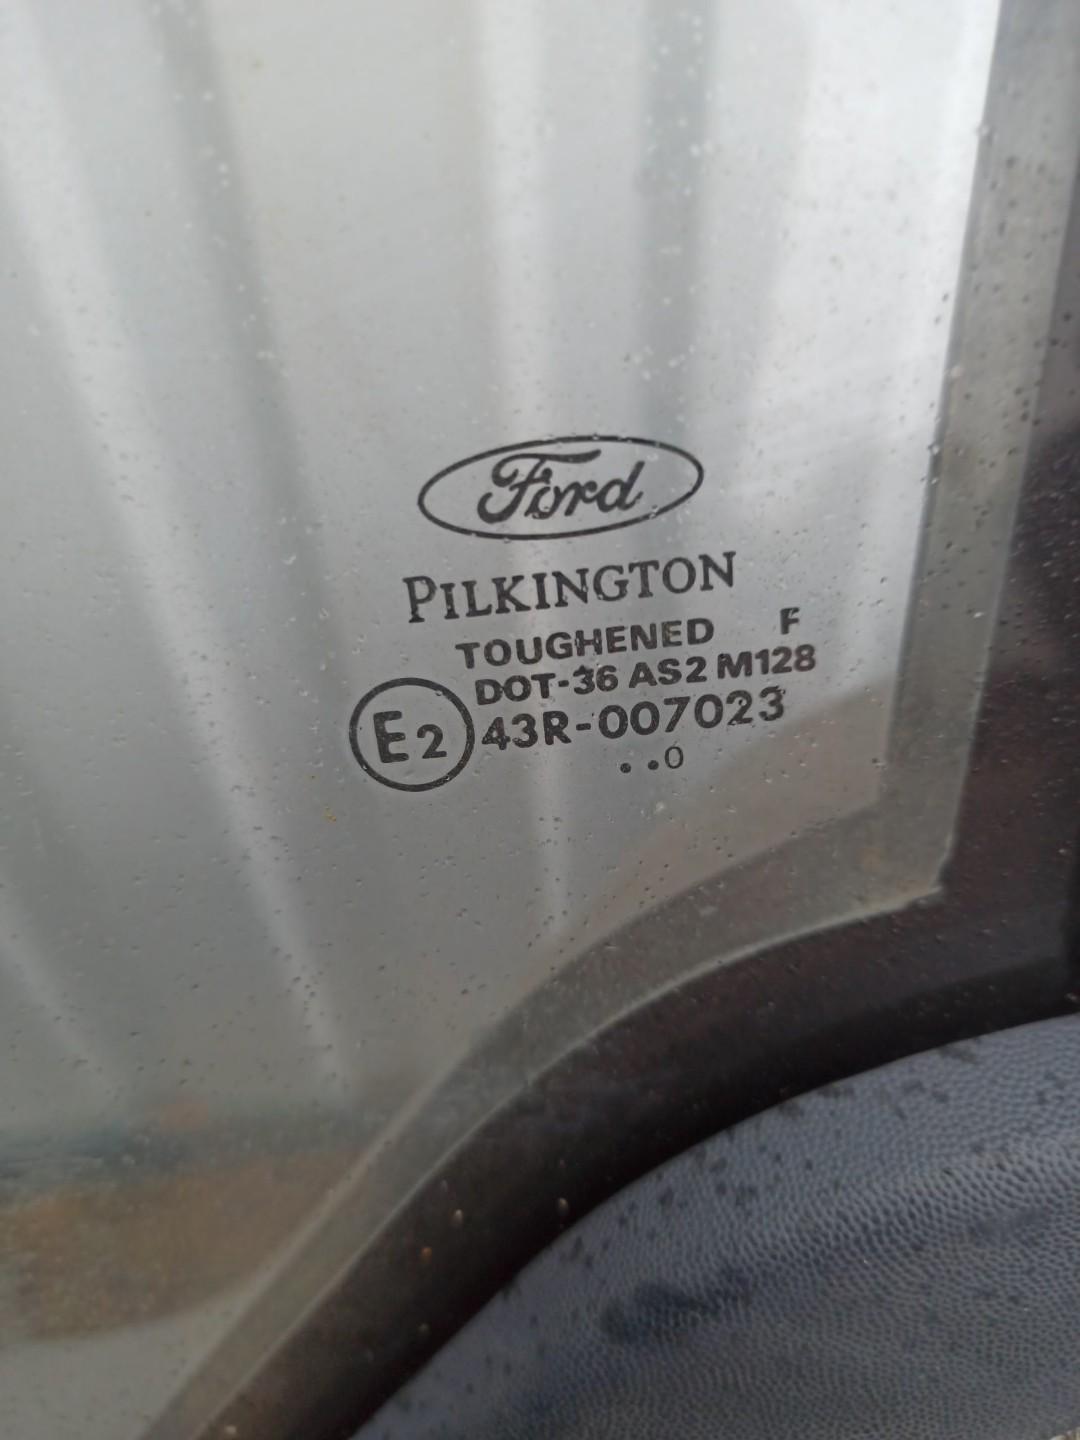 Ford
PILKINGTON
TOUGHENED F
DOT-36 AS2 M128
E2 43R-007023
..0